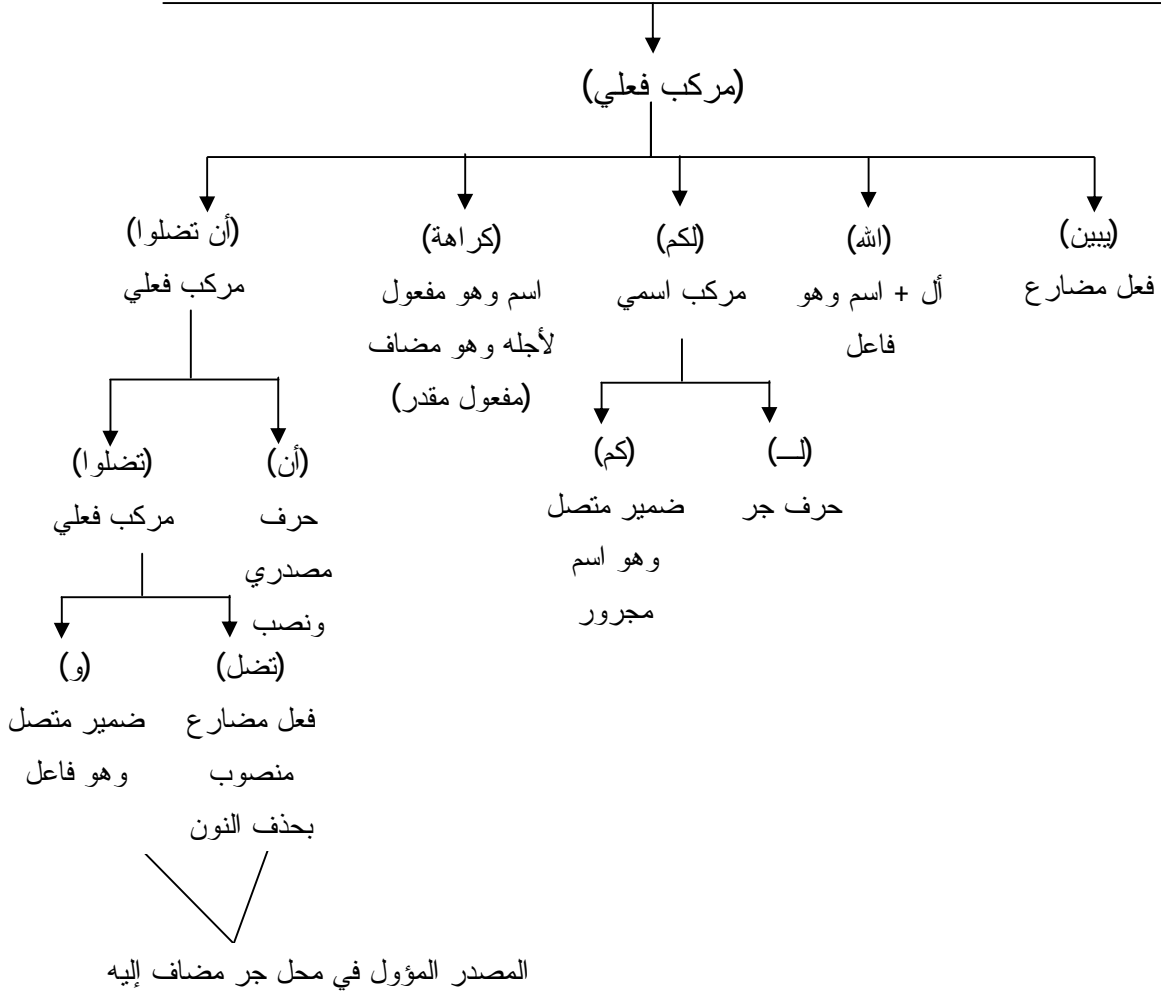 (مركب فعلي)
(يبين)
فعل مضارع
(الله)
أل + اسم وهو
فاعل
(لكم)
مركب اسمي
(كراهة)
اسم وهو مفعول
لأجله وهو مضاف
(مفعول مقدر)
(أن تضلوا)
مركب فعلي
(لـــ)
حرف جر
(كم)
ضمير متصل
وهو اسم
مجرور
(أن)
حرف
مصدري
ونصب
(تضلوا)
مركب فعلي
(تضل)
فعل مضارع
منصوب
بحذف النون
(و)
ضمير متصل
وهو فاعل
المصدر المؤول في محل جر مضاف إليه